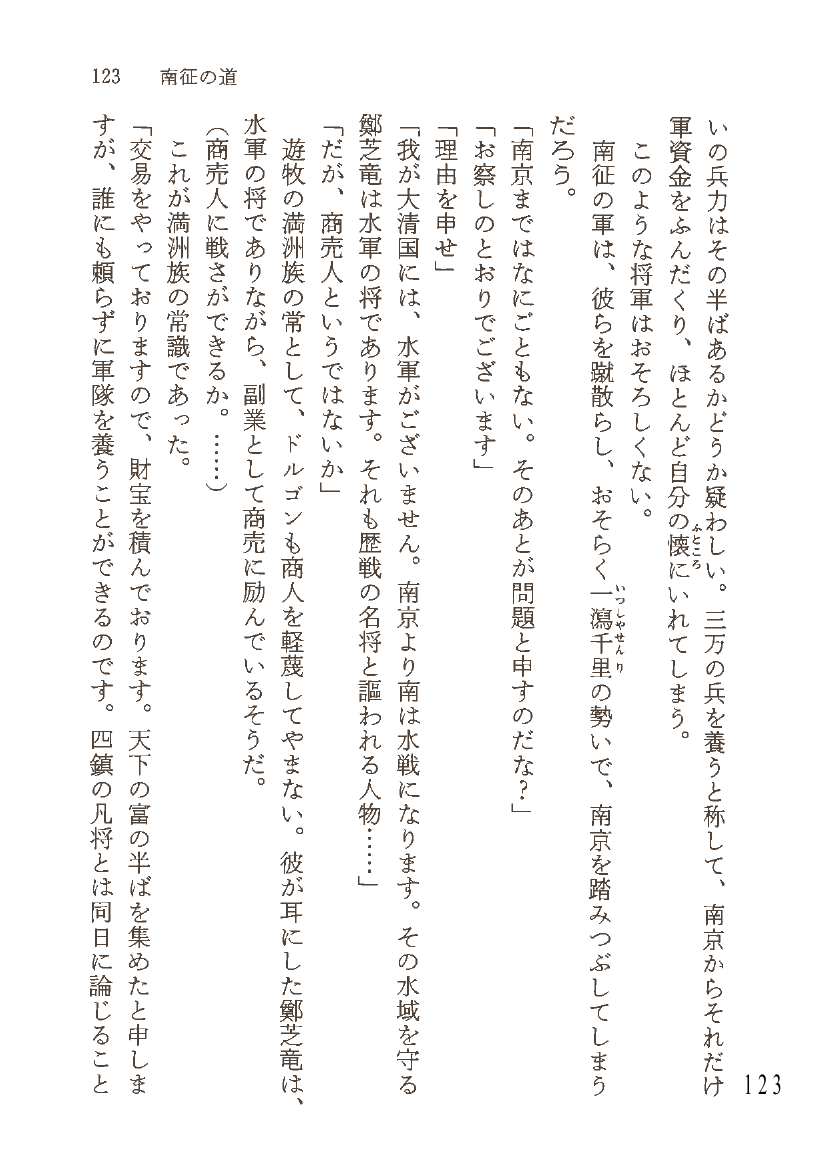 123　南征の道
いの兵力はその半ばあるかどうか疑わしい。三万の兵を養うと称して、南京からそれだけ
軍資金をふんだくり、ほとんど自分の懐にいれてしまう。
ふところ
このような将軍はおそろしくない。
南征の軍は、彼らを蹴散らし、おそらく一瀉千里の勢いで、南京を踏みつぶしてしまう
いつしやせんり
だろう。
「南京まではなにごともない。そのあとが問題と申すのだな？」
「お察しのとおりでございます」
「理由を申せ」
「我が大清国には、水軍がございません。南京より南は水戦になります。その水域を守る
鄭芝竜は水軍の将であります。それも歴戦の名将と謳われる人物……」
「だが、商売人というではないか」
遊牧の満洲族の常として、ドルゴンも商人を軽蔑してやまない。彼が耳にした鄭芝竜は、
水軍の将でありながら、副業として商売に励んでいるそうだ。
（商売人に戦さができるか。……）
これが満洲族の常識であった。
「交易をやっておりますので、財宝を積んでおります。天下の富の半ばを集めたと申しま
すが、誰にも頼らずに軍隊を養うことができるのです。四鎮の凡将とは同日に論じること
123